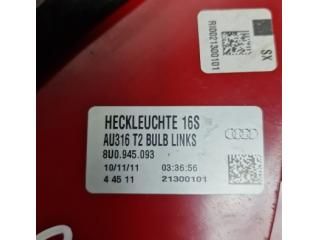 RI0021300101
SX
HECKLEUCHTE 16S
AU316 T2 BULB LINKS
8U0.945.093
10/11/11 03:36:56
4 45 11 21300101